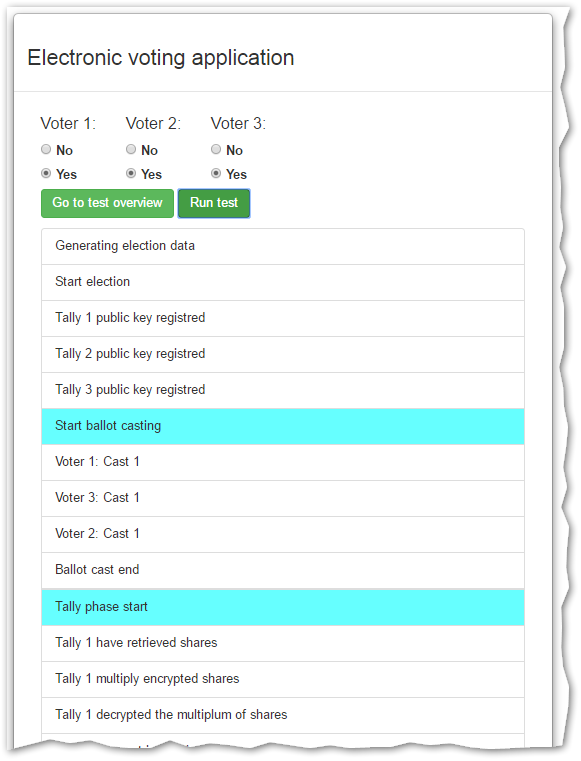 Electronic voting application
Voter 1: Voter 2: Voter 3:
No No No
Yes Yes Yes
Go to test overview Run test
Generating election data
Start election
Tally 1 public key registred
Tally 2 public key registred
Tally 3 public key registred
Start ballot casting
Voter 1: Cast 1
Voter 3: Cast 1
Voter 2: Cast 1
Ballot cast end
Tally phase start
Tally 1 have retrieved shares
Tally 1 multiply encrypted shares
Tally 1 decrypted the multiplum of shares